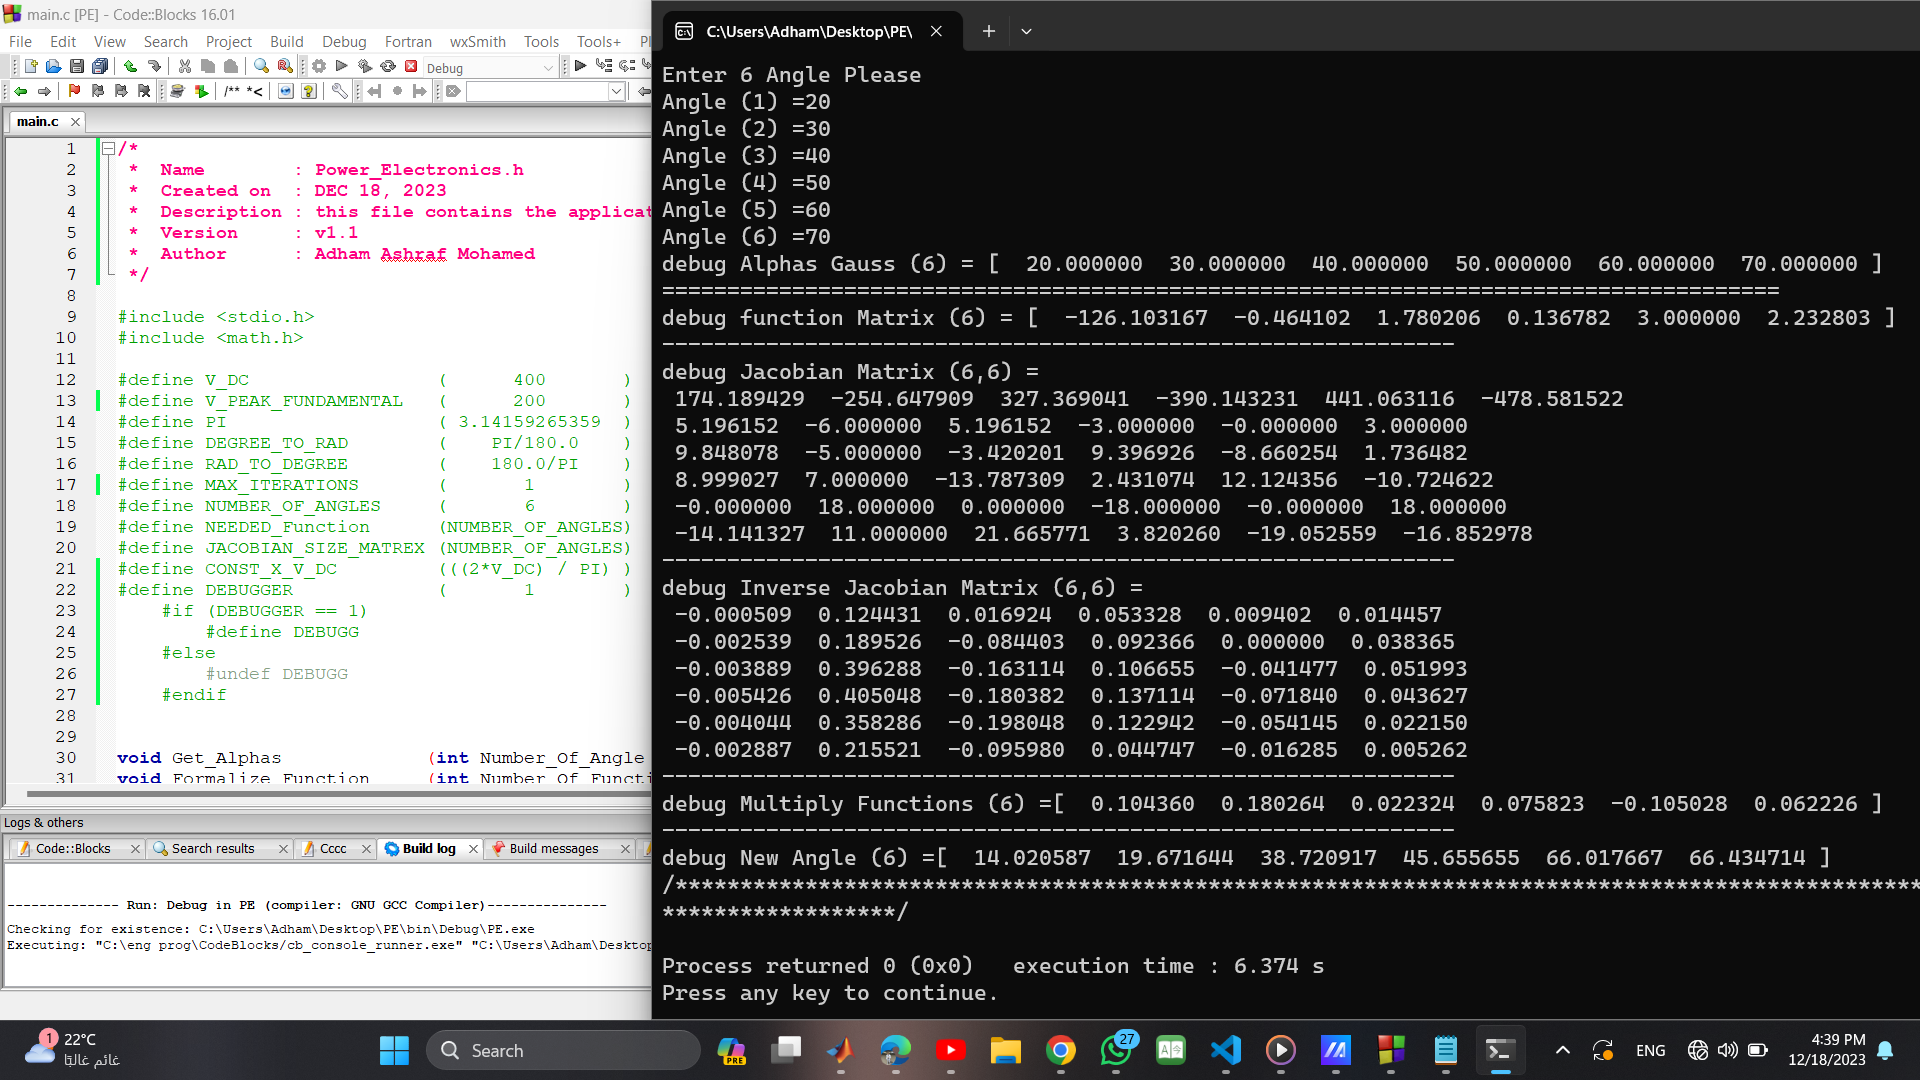 main.c [PE] - Code::Blocks 16.01
File Edit View Search Project Build Debug Fortran wxSmith Tools Tools+
Debug
/** *<
main.c
1 /*
2 * Name : Power_Electronics.h
3 * Created on : DEC 18, 2023
4 * Description : this file contains the applicat
5 * Version : v1.1
6 * Author : Adham Ashraf Mohamed
7 */
8
9 #include <stdio.h>
10 #include <math.h>
11
12 #define V_DC ( 400 )
13 #define V_PEAK_FUNDAMENTAL ( 200 )
14 #define PI ( 3.14159265359 )
15 #define DEGREE_TO_RAD ( PI/180.0 )
16 #define RAD_TO_DEGREE ( 180.0/PI )
17 #define MAX_ITERATIONS ( 1 )
18 #define NUMBER_OF_ANGLES ( 6 )
19 #define NEEDED_Function (NUMBER_OF_ANGLES)
20 #define JACOBIAN_SIZE_MATREX (NUMBER_OF_ANGLES)
21 #define CONST_X_V_DC (((2*V_DC) / PI) )
22 #define DEBUGGER ( 1 )
23 #if (DEBUGGER == 1)
24 #define DEBUGG
25 #else
26 #undef DEBUGG
27 #endif
28
29
30 void Get_Alphas (int Number_Of_Angle
31 void Formalize_Function (int Number_Of_Functi
Logs & others
Code::Blocks Search results Cccc Build log Build messages
-------------- Run: Debug in PE (compiler: GNU GCC Compiler)---------------
Checking for existence: C:\Users\Adham\Desktop\PE\bin\Debug\PE.exe
Executing: "C:\eng prog\CodeBlocks/cb_console_runner.exe" "C:\Users\Adham\Desktop
C:\Users\Adham\Desktop\PE\
Enter 6 Angle Please
Angle (1) =20
Angle (2) =30
Angle (3) =40
Angle (4) =50
Angle (5) =60
Angle (6) =70
debug Alphas Gauss (6) = [ 20.000000 30.000000 40.000000 50.000000 60.000000 70.000000 ]
======================================================================================
debug function Matrix (6) = [ -126.103167 -0.464102 1.780206 0.136782 3.000000 2.232803 ]
-------------------------------------------------------------
debug Jacobian Matrix (6,6) =
174.189429 -254.647909 327.369041 -390.143231 441.063116 -478.581522
5.196152 -6.000000 5.196152 -3.000000 -0.000000 3.000000
9.848078 -5.000000 -3.420201 9.396926 -8.660254 1.736482
8.999027 7.000000 -13.787309 2.431074 12.124356 -10.724622
-0.000000 18.000000 0.000000 -18.000000 -0.000000 18.000000
-14.141327 11.000000 21.665771 3.820260 -19.052559 -16.852978
-------------------------------------------------------------
debug Inverse Jacobian Matrix (6,6) =
-0.000509 0.124431 0.016924 0.053328 0.009402 0.014457
-0.002539 0.189526 -0.084403 0.092366 0.000000 0.038365
-0.003889 0.396288 -0.163114 0.106655 -0.041477 0.051993
-0.005426 0.405048 -0.180382 0.137114 -0.071840 0.043627
-0.004044 0.358286 -0.198048 0.122942 -0.054145 0.022150
-0.002887 0.215521 -0.095980 0.044747 -0.016285 0.005262
-------------------------------------------------------------
debug Multiply Functions (6) =[ 0.104360 0.180264 0.022324 0.075823 -0.105028 0.062226 ]
-------------------------------------------------------------
debug New Angle (6) =[ 14.020587 19.671644 38.720917 45.655655 66.017667 66.434714 ]
/************************************************************************************************
******************/
Process returned 0 (0x0) execution time : 6.374 s
Press any key to continue.
1
22°C
غائم غالبًا
Search
PRE
27
ENG
4:39 PM
12/18/2023